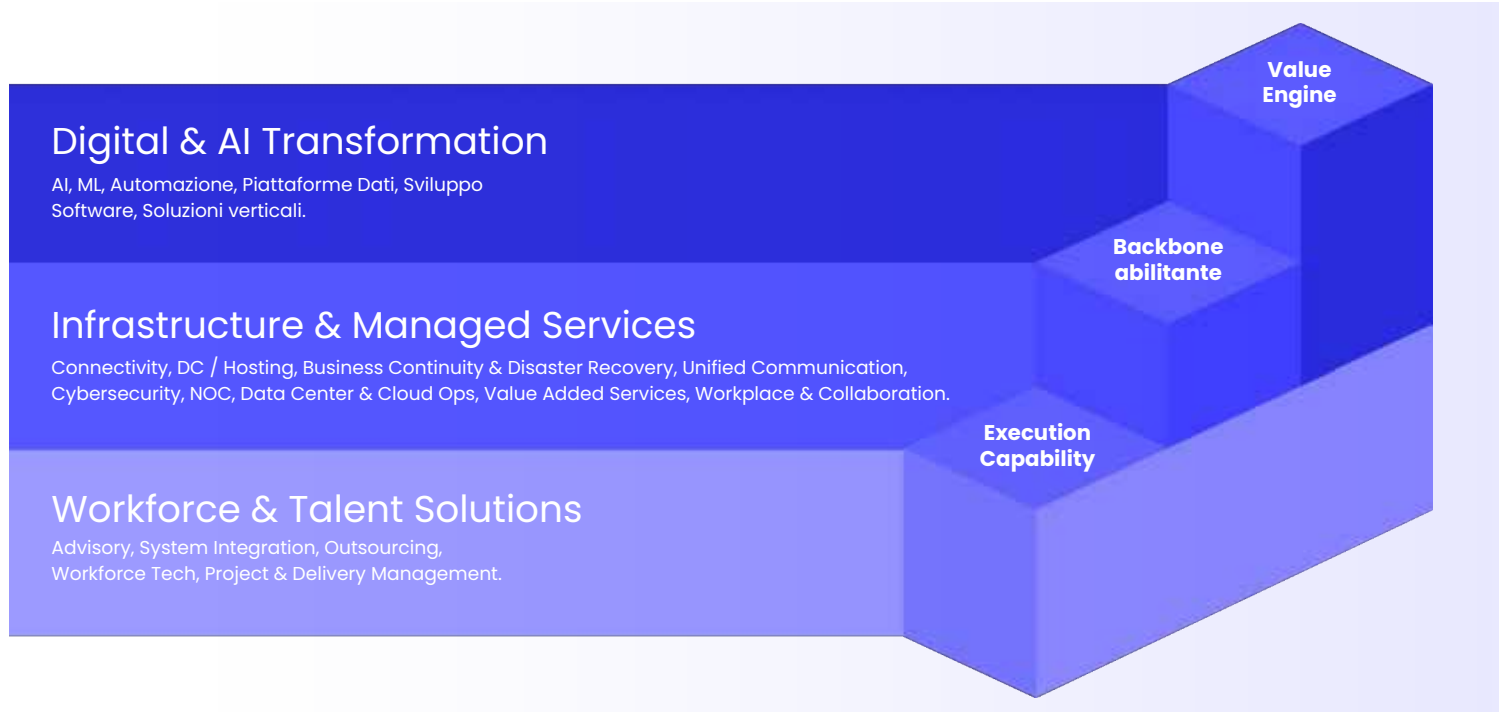 Value
Engine
Digital & AI Transformation
AI, ML, Automazione, Piattaforme Dati, Sviluppo
Software, Soluzioni verticali.
Backbone
abilitante
Infrastructure & Managed Services
Connectivity, DC / Hosting, Business Continuity & Disaster Recovery, Unified Communication,
Cybersecurity, NOC, Data Center & Cloud Ops, Value Added Services, Workplace & Collaboration.
Execution
Capability
Workforce & Talent Solutions
Advisory, System Integration, Outsourcing,
Workforce Tech, Project & Delivery Management.